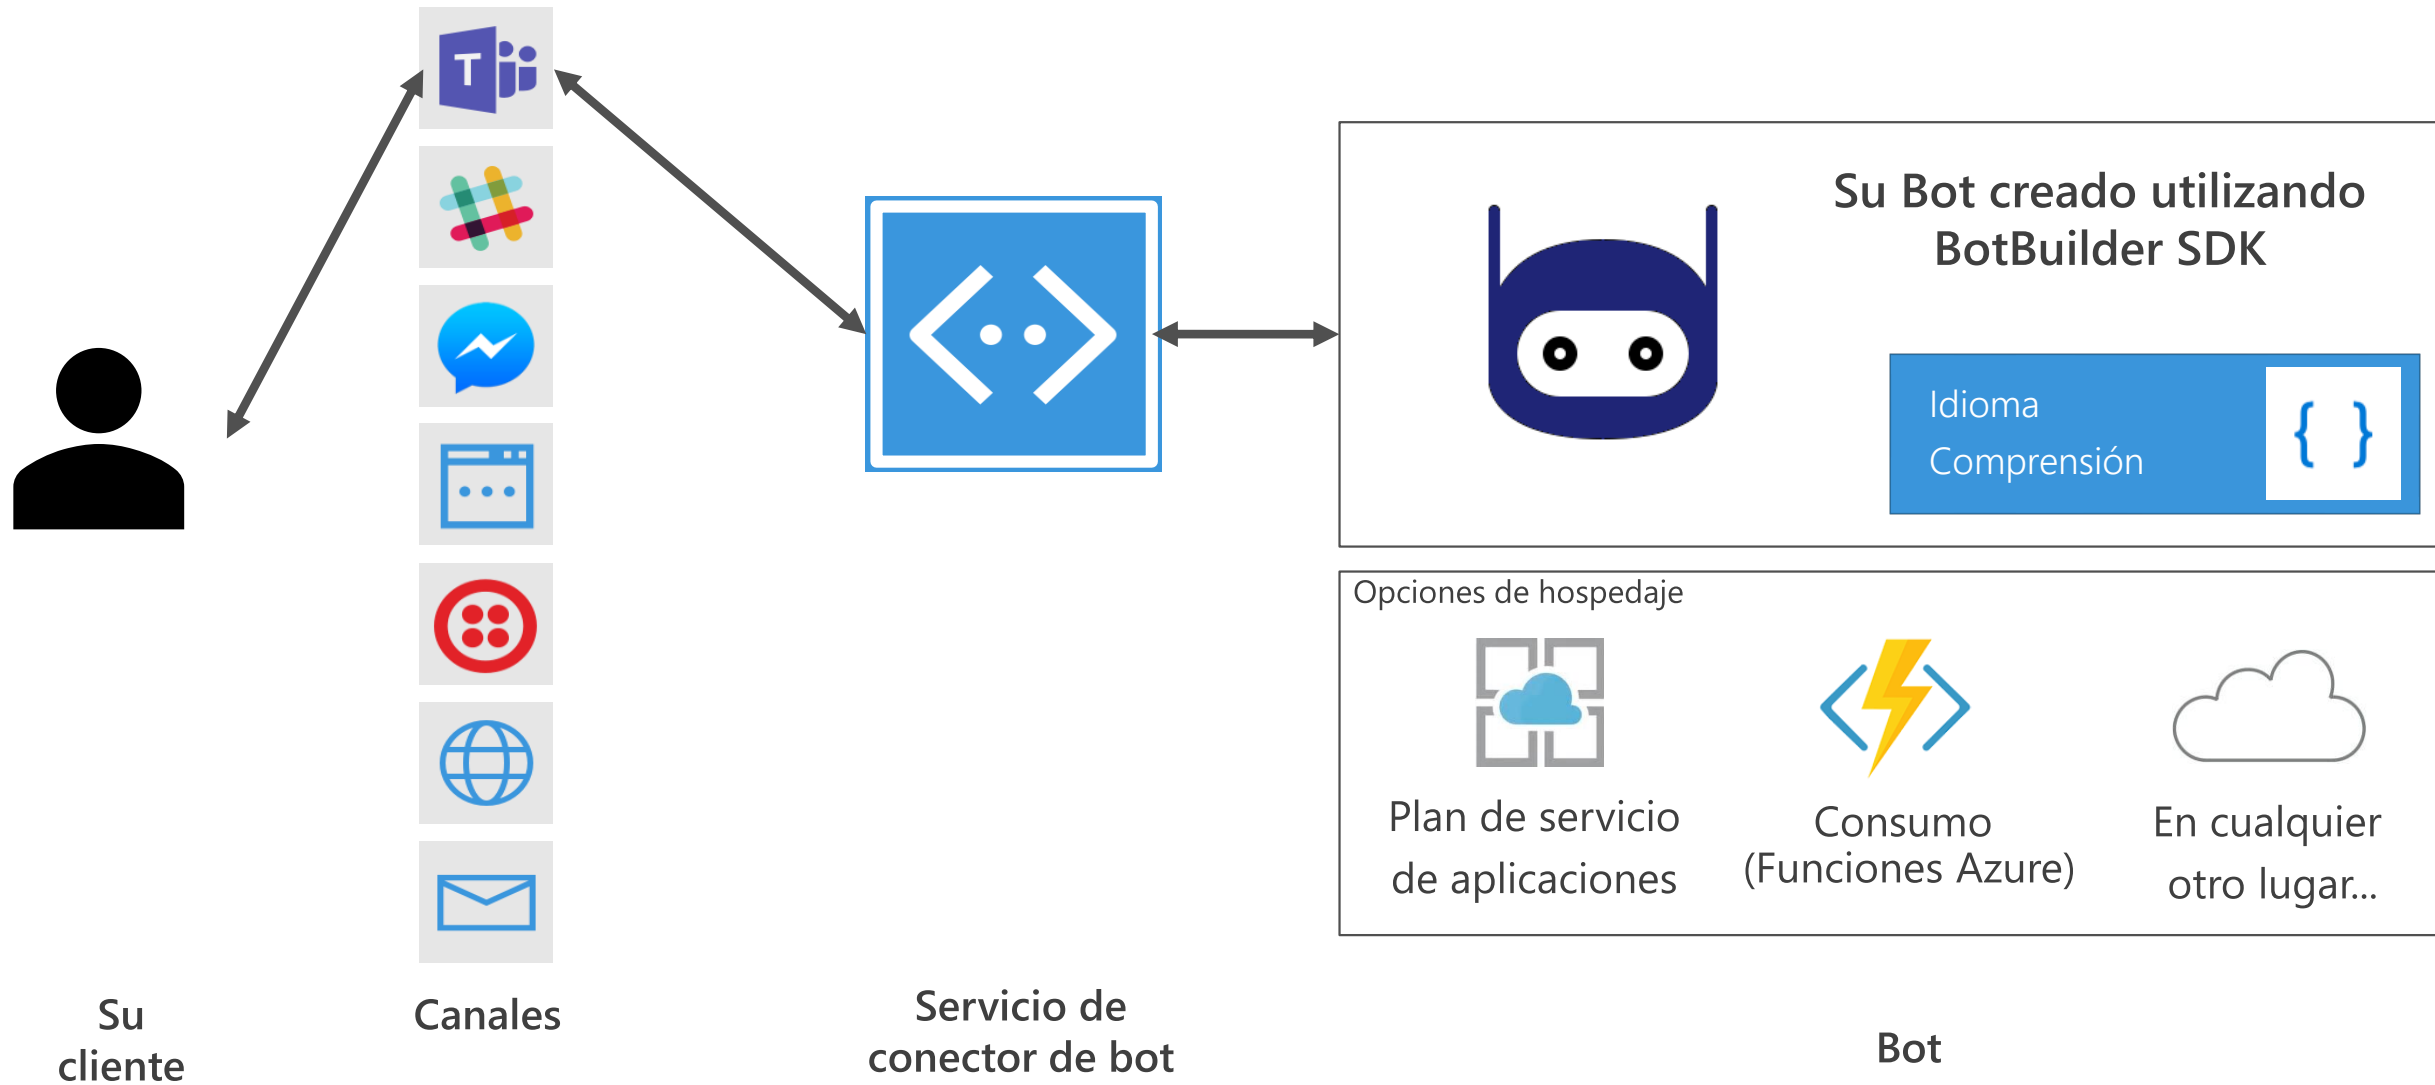 T
Su Bot creado utilizando
BotBuilder SDK
Idioma
Comprensión
{ }
Opciones de hospedaje
Plan de servicio
de aplicaciones
Consumo
(Funciones Azure)
En cualquier
otro lugar...
Su
cliente
Canales
Servicio de
conector de bot
Bot